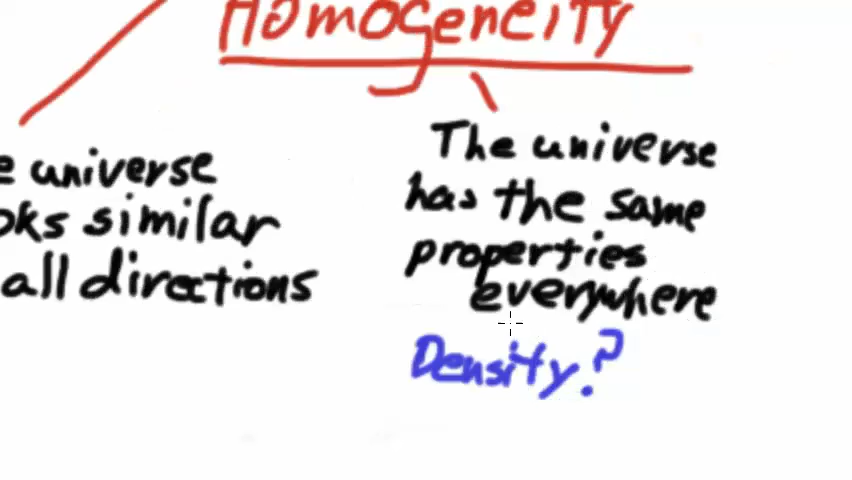 Homogeneity
e universe
oks similar
all directions
The universe
has the same
properties
everywhere
Density?